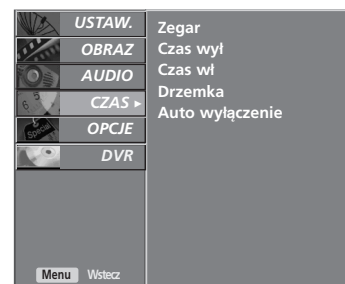 USTAW.
OBRAZ
AUDIO
CZAS ▸
OPCJE
DVR
Zegar
Czas wył
Czas wł
Drzemka
Auto wyłączenie
Menu Wstecz